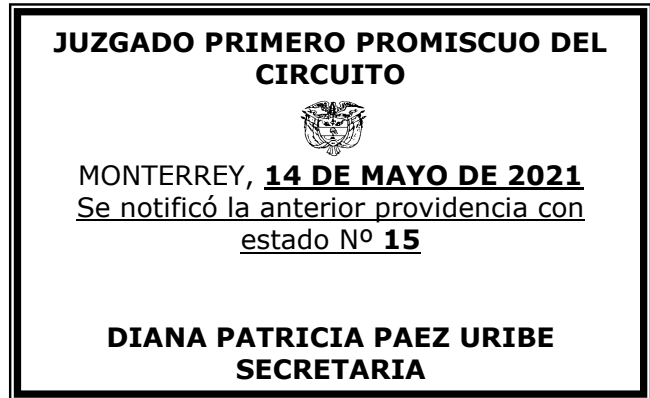 JUZGADO PRIMERO PROMISCUO DEL
CIRCUITO
MONTERREY, 14 DE MAYO DE 2021
Se notificó la anterior providencia con
estado Nº 15
DIANA PATRICIA PAEZ URIBE
SECRETARIA